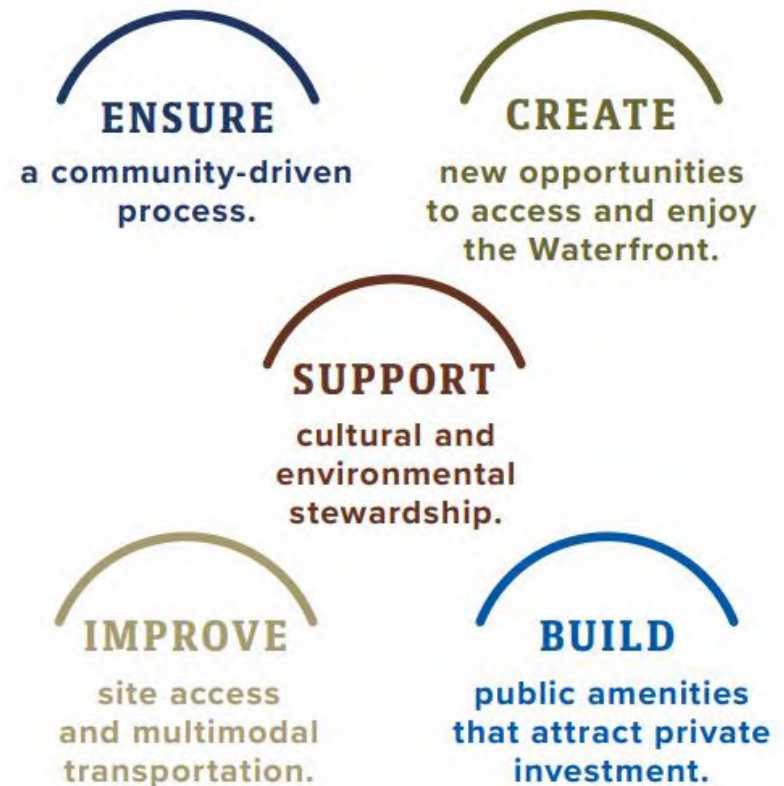 ENSURE
a community-driven
process.
CREATE
new opportunities
to access and enjoy
the Waterfront.
SUPPORT
cultural and
environmental
stewardship.
IMPROVE
site access
and multimodal
transportation.
BUILD
public amenities
that attract private
investment.